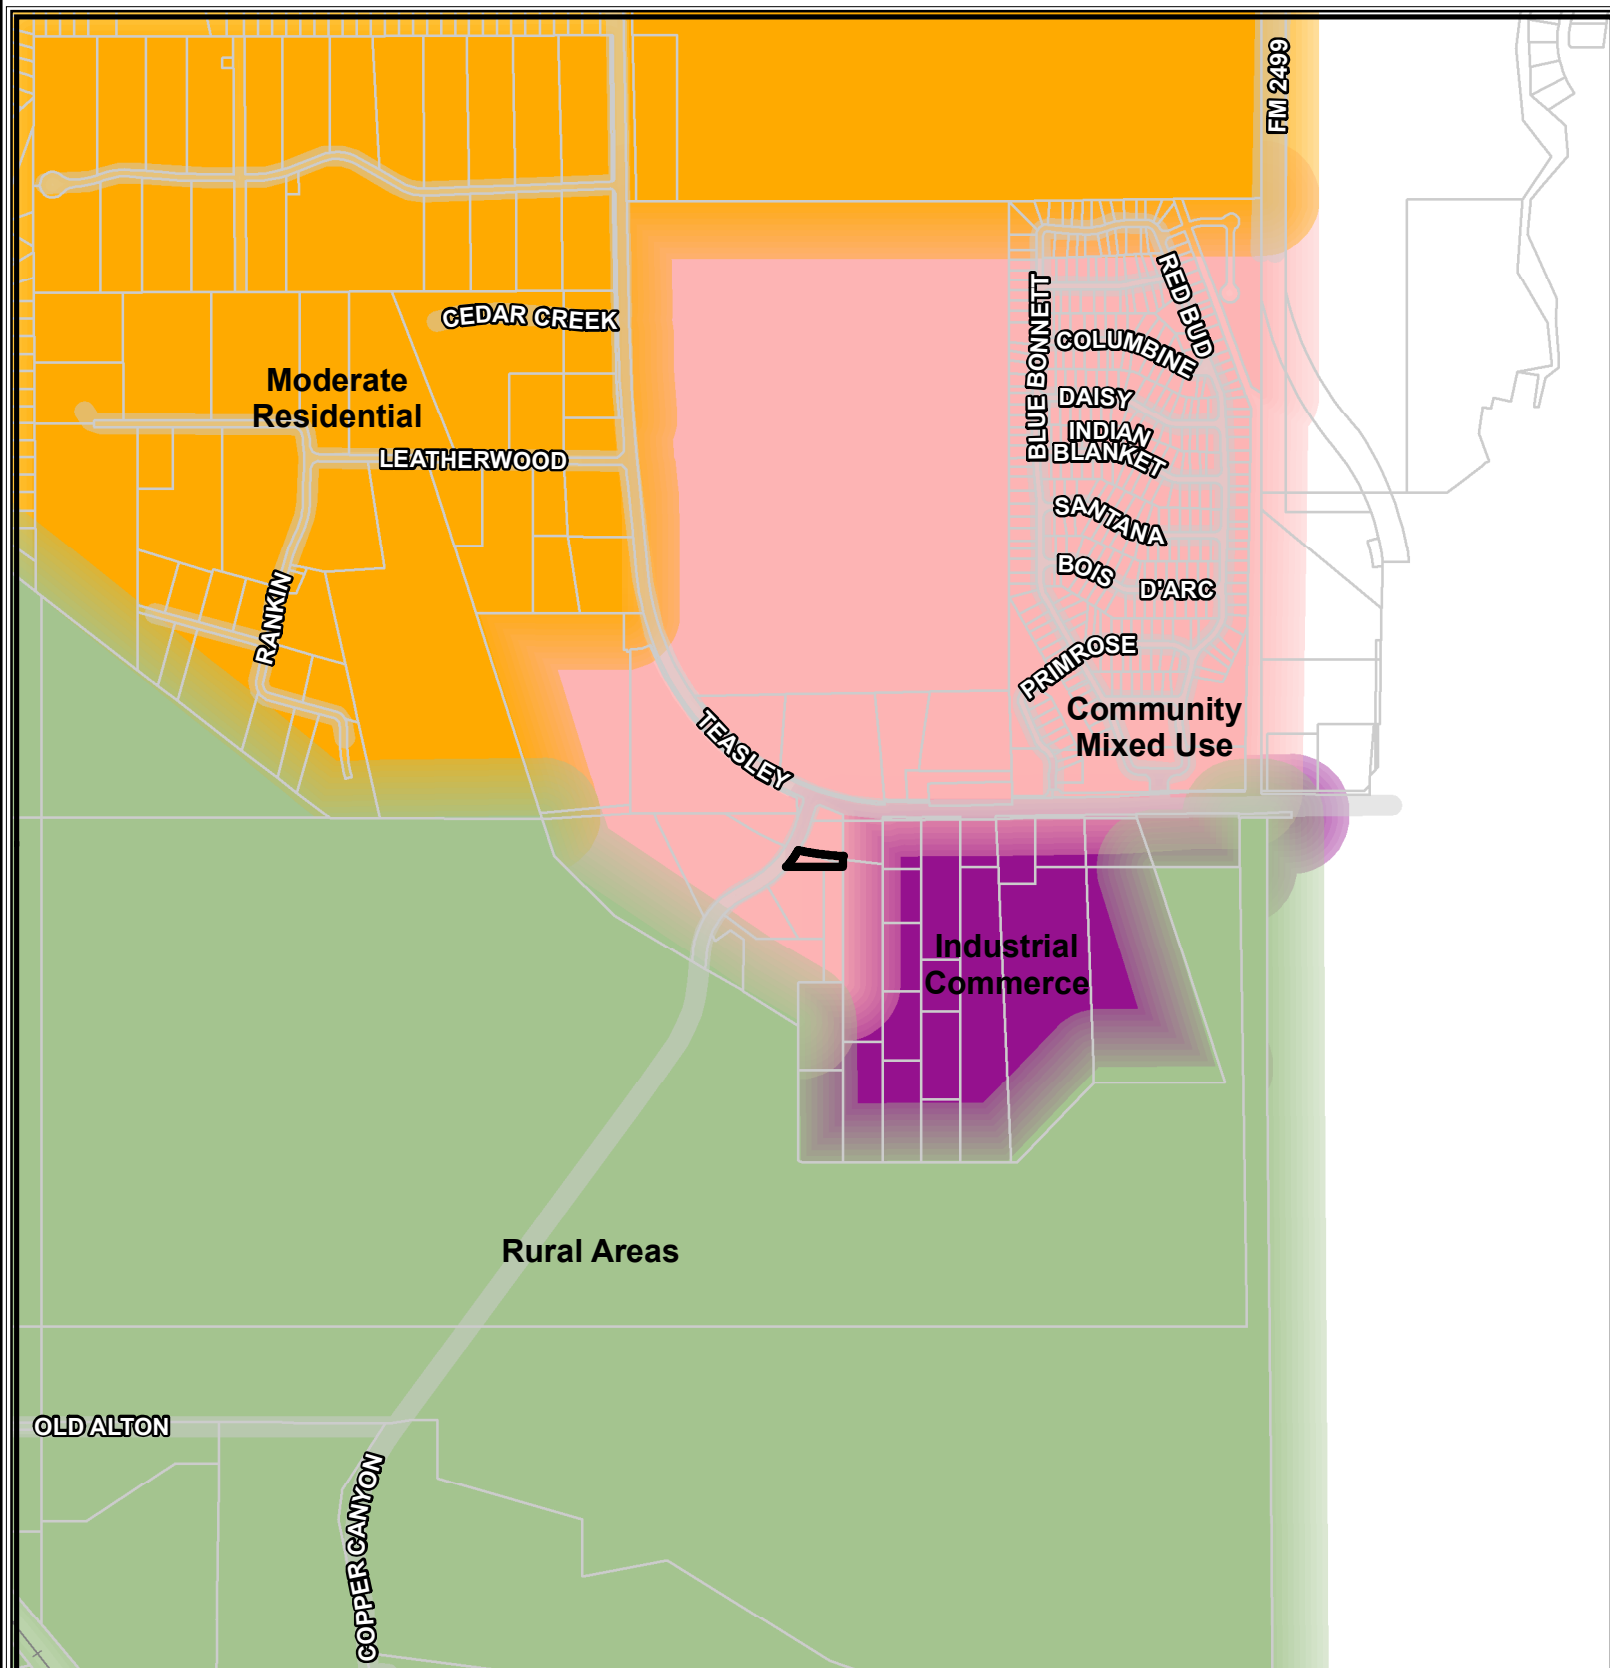 FM 2499
RED BUD
CEDAR CREEK
BLUE BONNETT
COLUMBINE
Moderate
Residential
DAISY
INDIAN
BLANKET
LEATHERWOOD
SANTANA
BOIS
D'ARC
RANKIN
PRIMROSE
Community
Mixed Use
TEASLEY
Industrial
Commerce
Rural Areas
OLD ALTON
COPPER CANYON